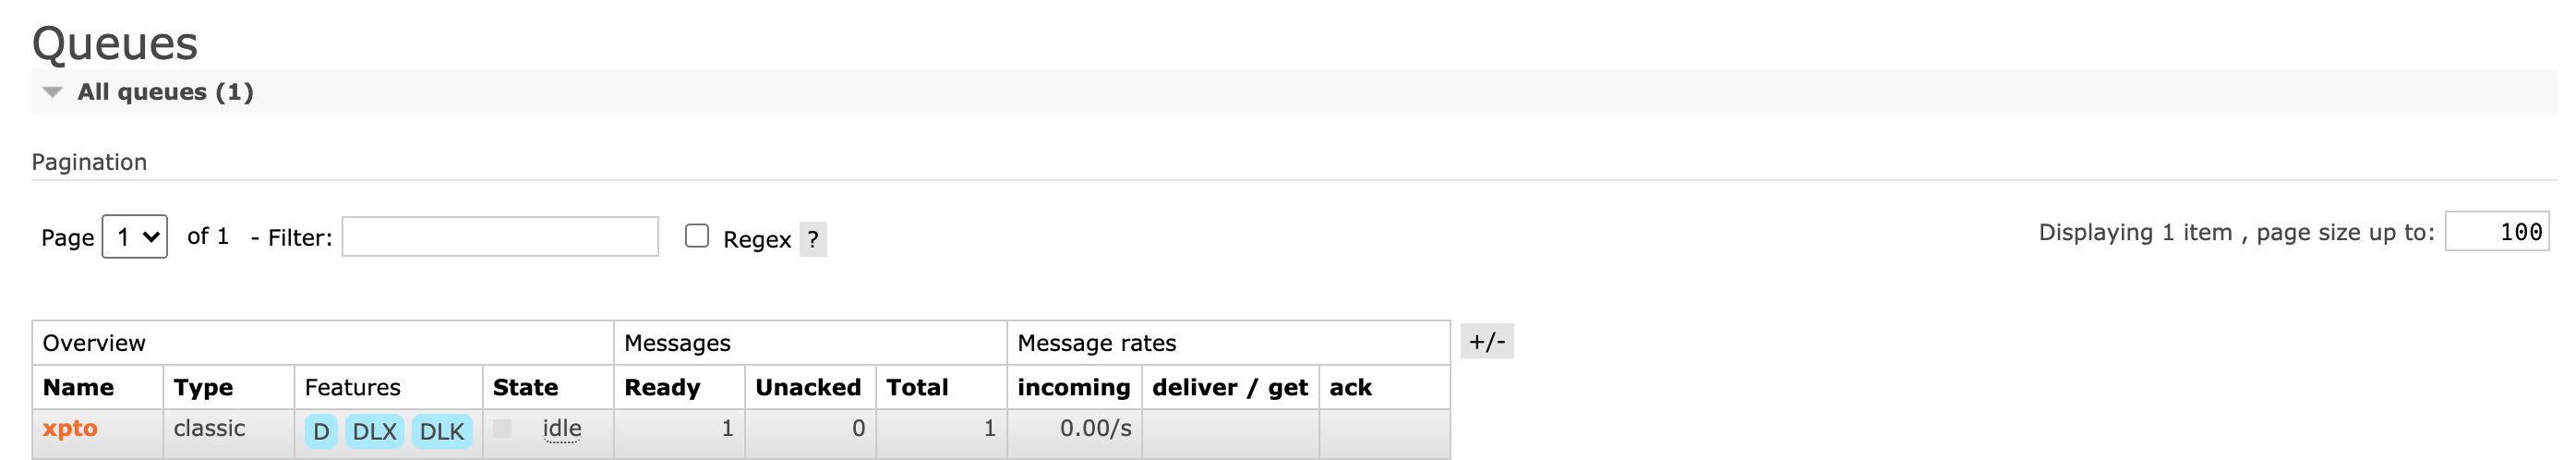 Queues
All queues (1)
Pagination
Page 1 of 1 - Filter: Regex ? Displaying 1 item , page size up to: 100
Overview Messages Message rates +/-
Name Type Features State Ready Unacked Total incoming deliver / get ack
xpto classic D DLX DLK idle 1 0 1 0.00/s